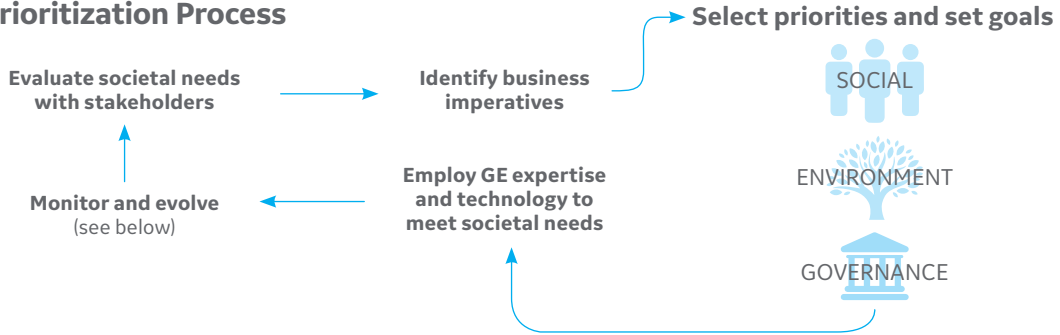 rioritization Process
Select priorities and set goals
Evaluate societal needs
with stakeholders
Identify business
imperatives
SOCIAL
ENVIRONMENT
GOVERNANCE
Employ GE expertise
and technology to
meet societal needs
Monitor and evolve
(see below)